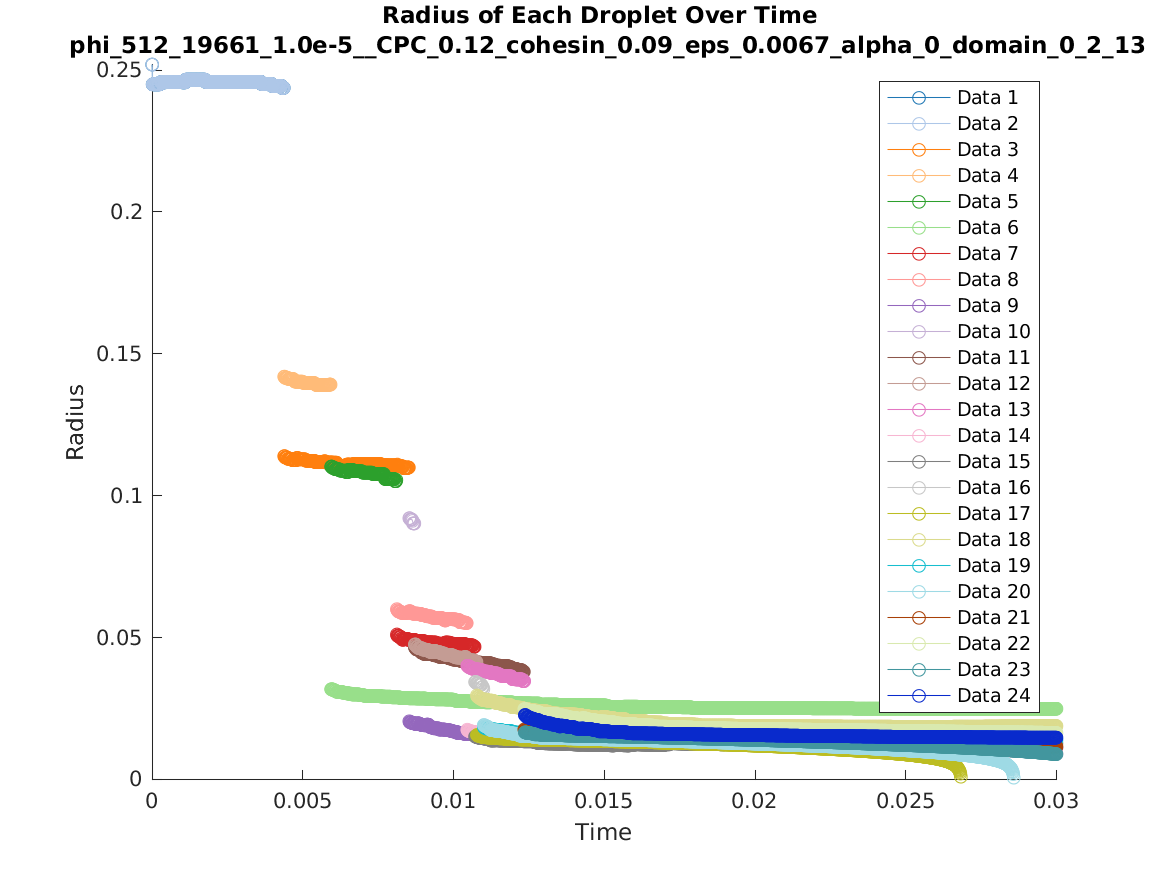 Radius of Each Droplet Over Time
phi_512_19661_1.0e-5__CPC_0.12_cohesin_0.09_eps_0.0067_alpha_0_domain_0_2_13
0.25
0.2
0.15
0.1
0.05
0
Radius
0
0.005
0.01
0.015
0.02
0.025
0.03
Time
Data 1
Data 2
Data 3
Data 4
Data 5
Data 6
Data 7
Data 8
Data 9
Data 10
Data 11
Data 12
Data 13
Data 14
Data 15
Data 16
Data 17
Data 18
Data 19
Data 20
Data 21
Data 22
Data 23
Data 24